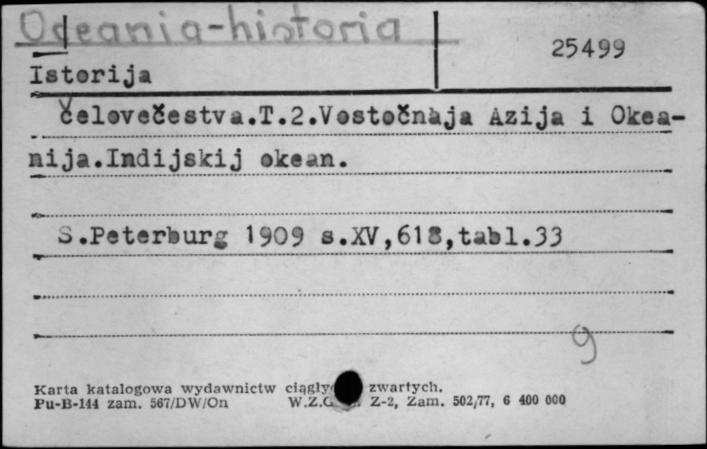 Oceania-historia
25499
Istorija
Čelovečestva.T.2.Vostočnaja Azija i Okea-
nija.Indijskij okean.
S.Peterburg 1909 s.XV,618,tabl.33
9
Karta katalogowa wydawnictw zwartych.
Pu-B-144 zam. 567/DW/On W.Z.G. Z-2, Zam. 502/77, 6 400 000